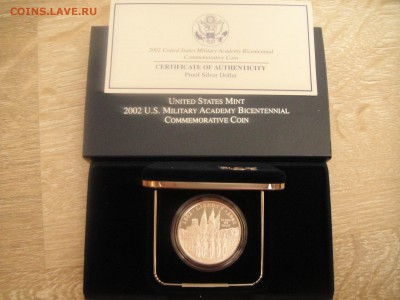 COINS.LAVE.RU
2002 United States Military Academy Bicentennial
Commemorative Coin
CERTIFICATE OF AUTHENTICITY
Proof Silver Dollar
UNITED STATES MINT
2002 U.S. MILITARY ACADEMY BICENTENNIAL
COMMEMORATIVE COIN